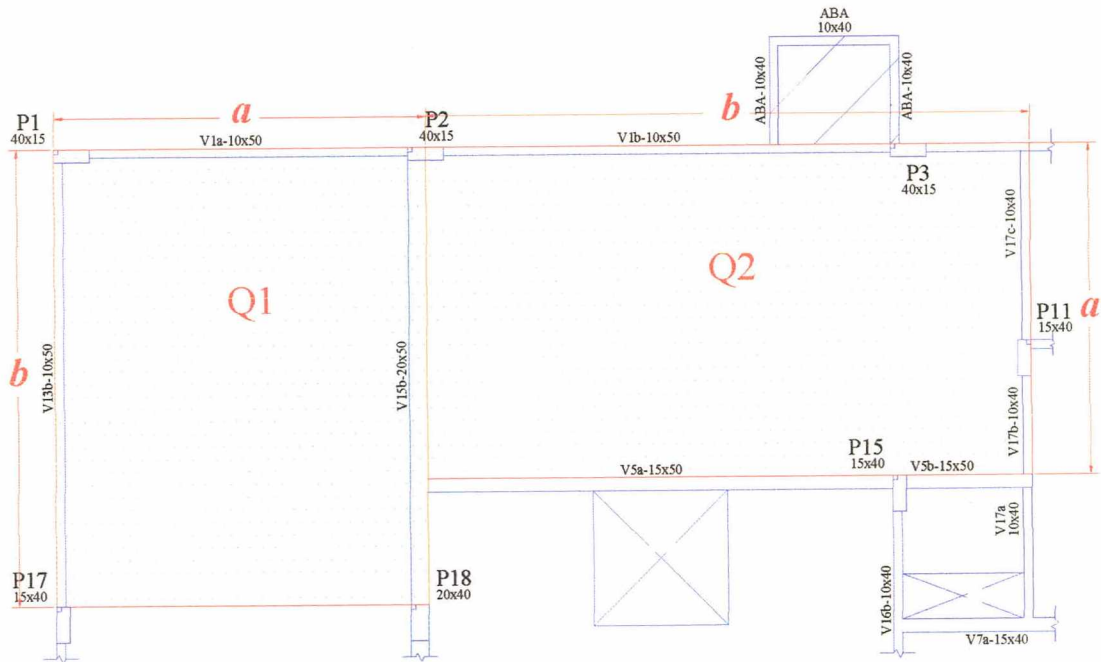 ABA
10x40
ABA-10x40
ABA-10x40
a
b
P1
40x15
V1a-10x50
P2
40x15
V1b-10x50
P3
40x15
V17c-10x40
Q1
Q2
P11
15x40
a
b
V13b-10x50
V15b-20x50
V17b-10x40
P15
15x40
V5a-15x50
V5b-15x50
V17a
10x40
P17
15x40
P18
20x40
V16b-10x40
V7a-15x40